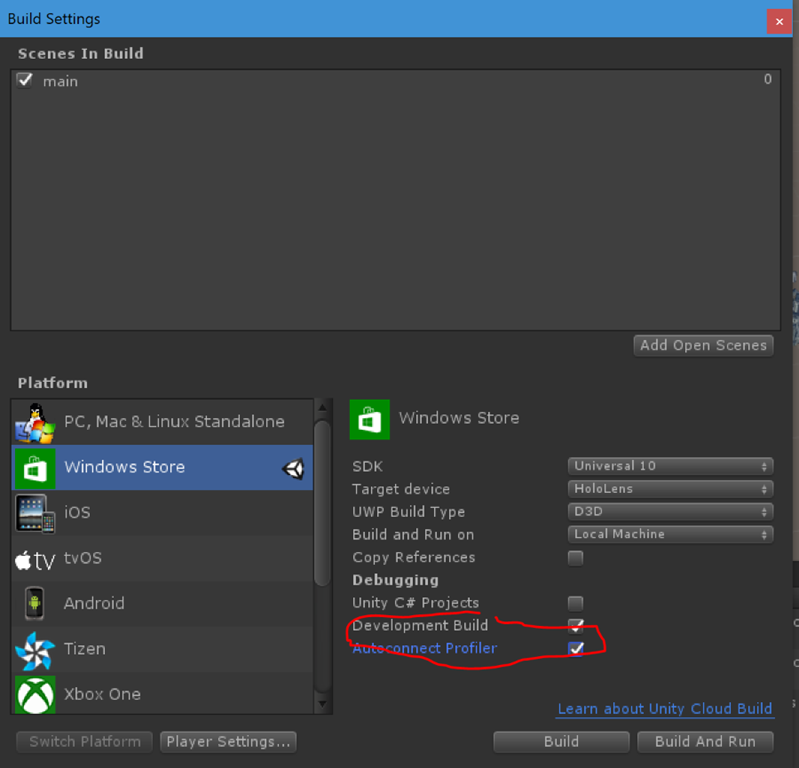 Build Settings
Scenes In Build
main 0
Add Open Scenes
Platform
PC, Mac & Linux Standalone
Windows Store
iOS
tv tvOS
Android
Tizen
Xbox One
Windows Store
SDK Universal 10
Target device HoloLens
UWP Build Type D3D
Build and Run on Local Machine
Copy References
Debugging
Unity C# Projects
Development Build
Autoconnect Profiler
Learn about Unity Cloud Build
Switch Platform Player Settings... Build Build And Run